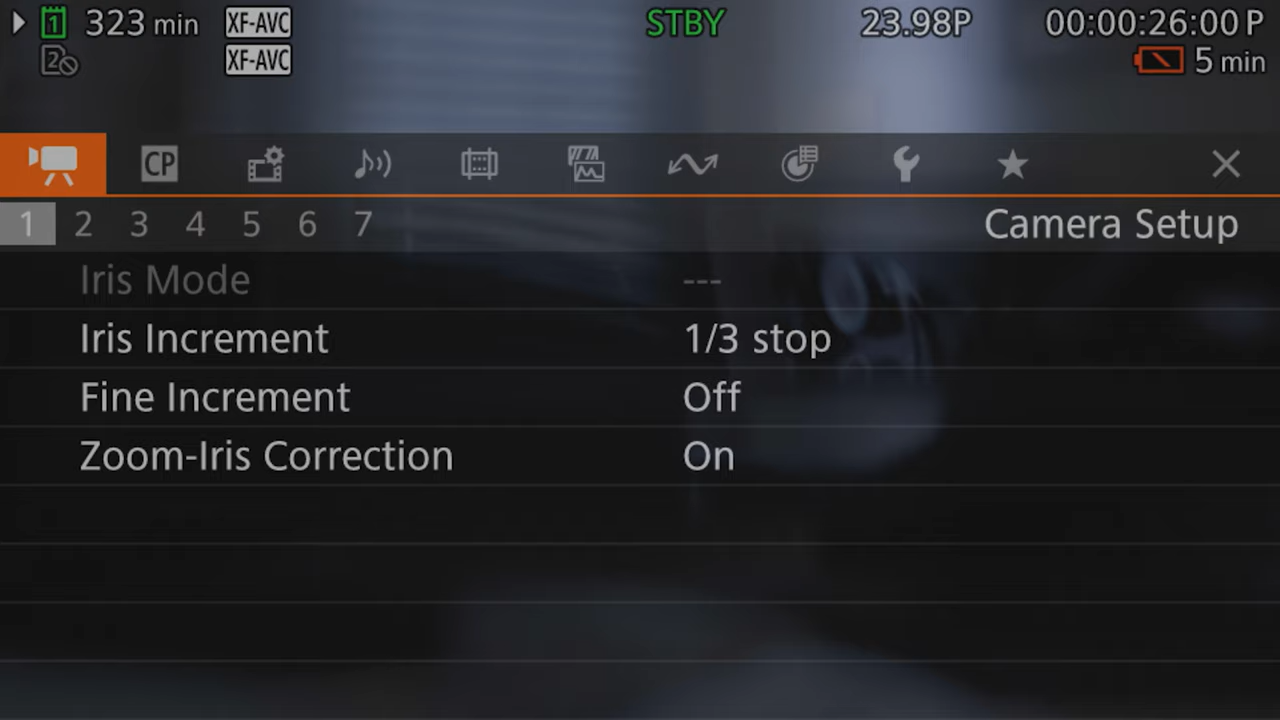 1 323 min XF-AVC STBY 23.98P 00:00:26:00 P
2 XF-AVC 5 min
CP
1 2 3 4 5 6 7 Camera Setup
Iris Mode ---
Iris Increment 1/3 stop
Fine Increment Off
Zoom-Iris Correction On